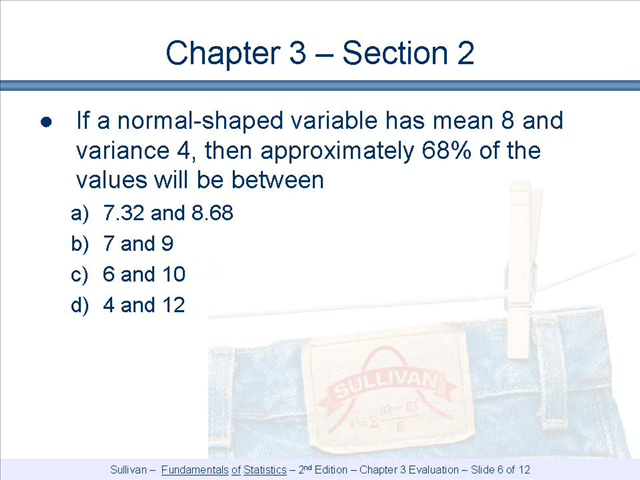 Chapter 3 – Section 2
● If a normal-shaped variable has mean 8 and
variance 4, then approximately 68% of the
values will be between
a) 7.32 and 8.68
b) 7 and 9
c) 6 and 10
d) 4 and 12
SULLIVAN
Sullivan – Fundamentals of Statistics – 2nd Edition – Chapter 3 Evaluation – Slide 6 of 12